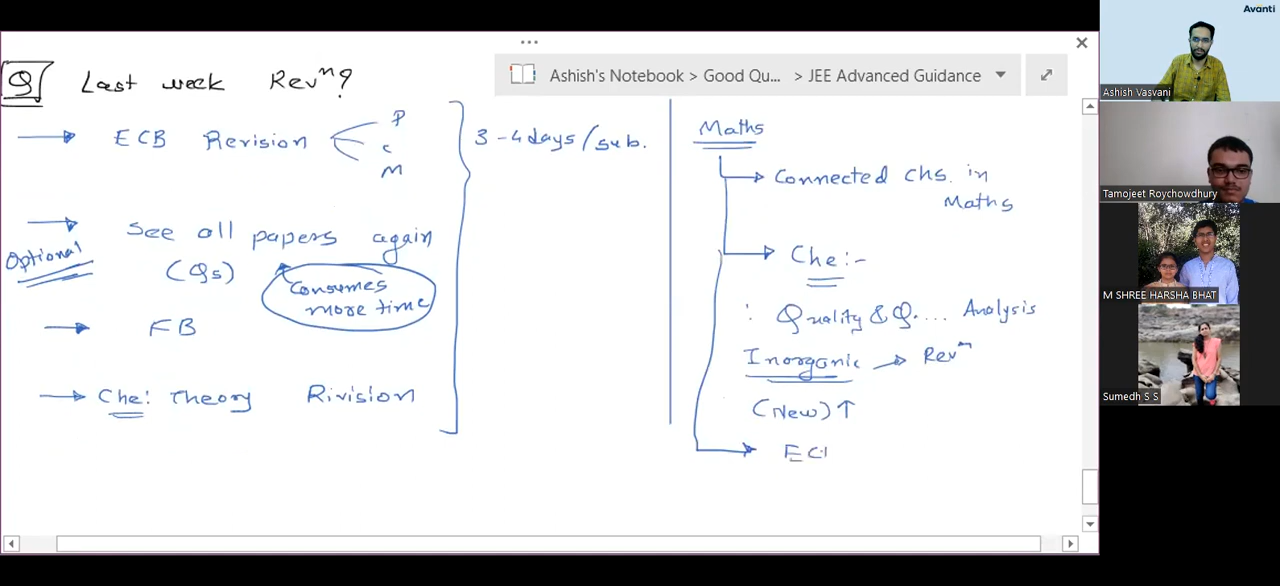 Avanti
Ashish's Notebook > Good Qu... > JEE Advanced Guidance
Q Last week Revⁿ?
→ ECB Revision
P
C
M
3-4 days/sub.
→ See all papers again
Optional
(Qs)
Consumes
more time
→ FB
→ Che: Theory Rivision
Maths
→ Connected Chs. in
Maths
→ Che:-
∴ Quality & Q.... Analysis
Inorganic → Revⁿ
(New) ↑
→ EC
Ashish Vasvani
Tamojeet Roychowdhury
M SHREE HARSHA BHAT
Sumedh S S